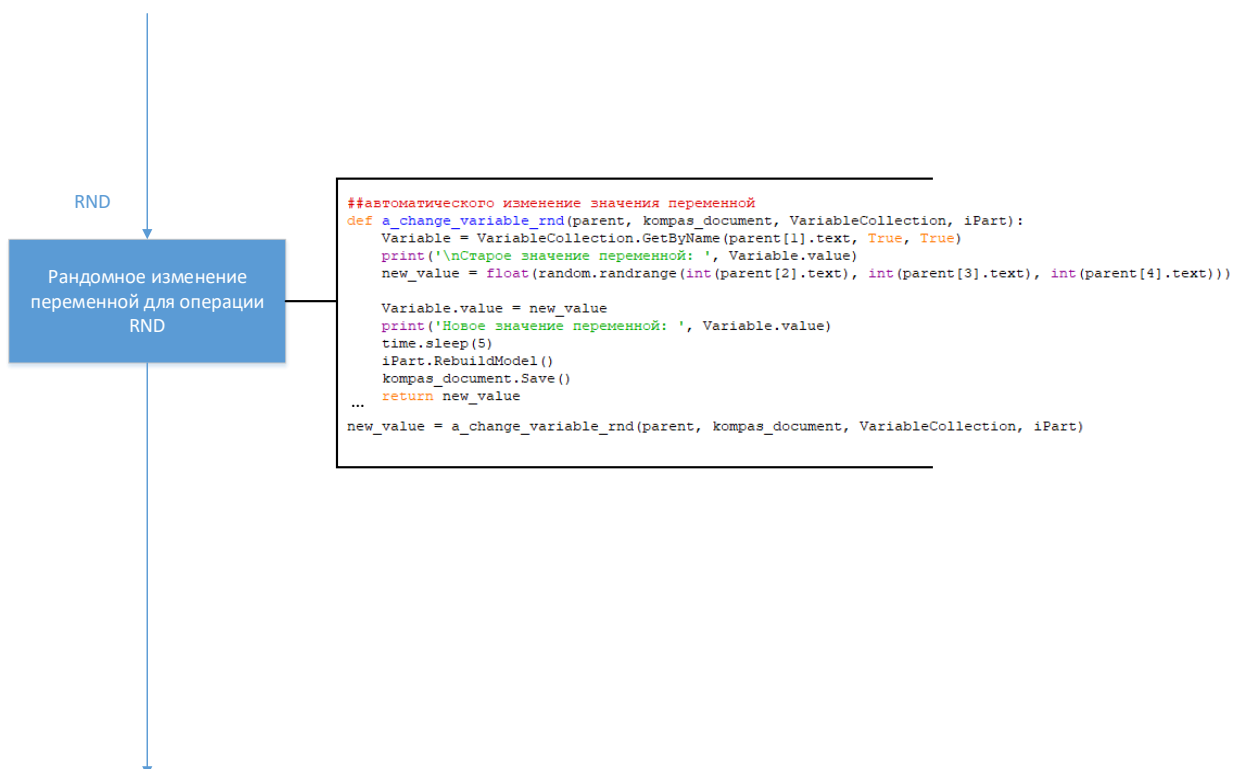 RND
Рандомное изменение
переменной для операции
RND
##автоматического изменение значения переменной
def a_change_variable_rnd(parent, kompas_document, VariableCollection, iPart):
    Variable = VariableCollection.GetByName(parent[1].text, True, True)
    print('\nСтарое значение переменной: ', Variable.value)
    new_value = float(random.randrange(int(parent[2].text), int(parent[3].text), int(parent[4].text)))
    Variable.value = new_value
    print('Новое значение переменной: ', Variable.value)
    time.sleep(5)
    iPart.RebuildModel()
    kompas_document.Save()
    return new_value
...
new_value = a_change_variable_rnd(parent, kompas_document, VariableCollection, iPart)